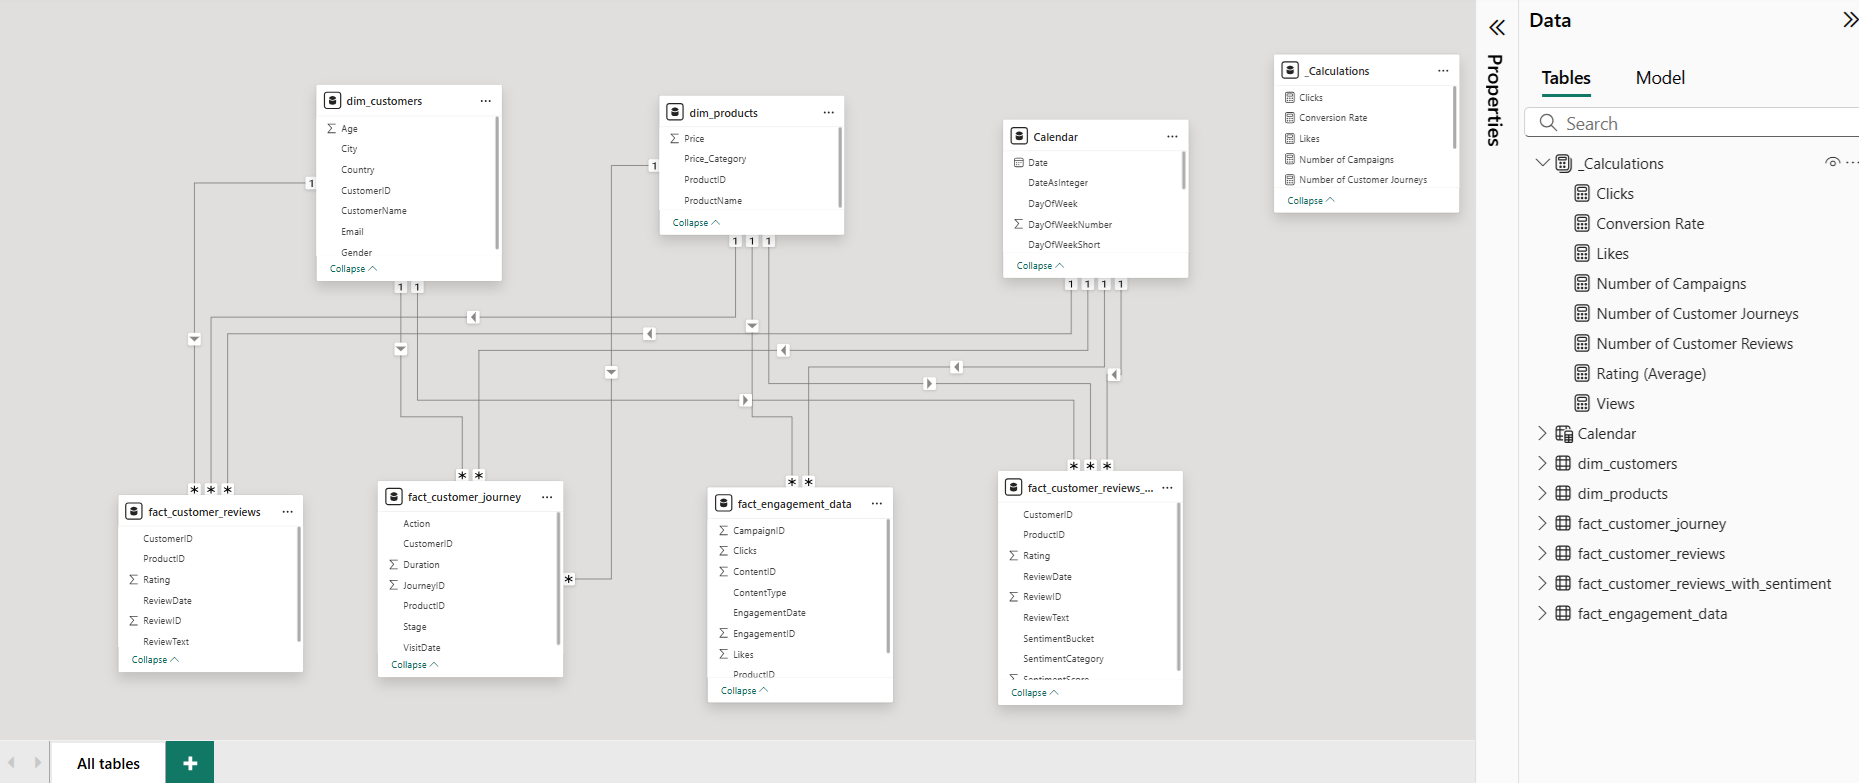 dim_customers
Age
City
Country
CustomerID
CustomerName
Email
Gender
Collapse
dim_products
Price
Price_Category
ProductID
ProductName
Collapse
Calendar
Date
DateAsInteger
DayOfWeek
DayOfWeekNumber
DayOfWeekShort
Collapse
_Calculations
Clicks
Conversion Rate
Likes
Number of Campaigns
Number of Customer Journeys
Collapse
1
1
1
1
1
1
1
1
1
1
1
*
*
*
*
*
*
*
*
*
*
*
fact_customer_reviews
CustomerID
ProductID
Rating
ReviewDate
ReviewID
ReviewText
Collapse
fact_customer_journey
Action
CustomerID
Duration
JourneyID
ProductID
Stage
VisitDate
Collapse
fact_engagement_data
CampaignID
Clicks
ContentID
ContentType
EngagementDate
EngagementID
Likes
ProductID
Collapse
fact_customer_reviews_...
CustomerID
ProductID
Rating
ReviewDate
ReviewID
ReviewText
SentimentBucket
SentimentCategory
SentimentScore
Collapse
All tables
Properties
Data
Tables
Model
Search
_Calculations
Clicks
Conversion Rate
Likes
Number of Campaigns
Number of Customer Journeys
Number of Customer Reviews
Rating (Average)
Views
Calendar
dim_customers
dim_products
fact_customer_journey
fact_customer_reviews
fact_customer_reviews_with_sentiment
fact_engagement_data